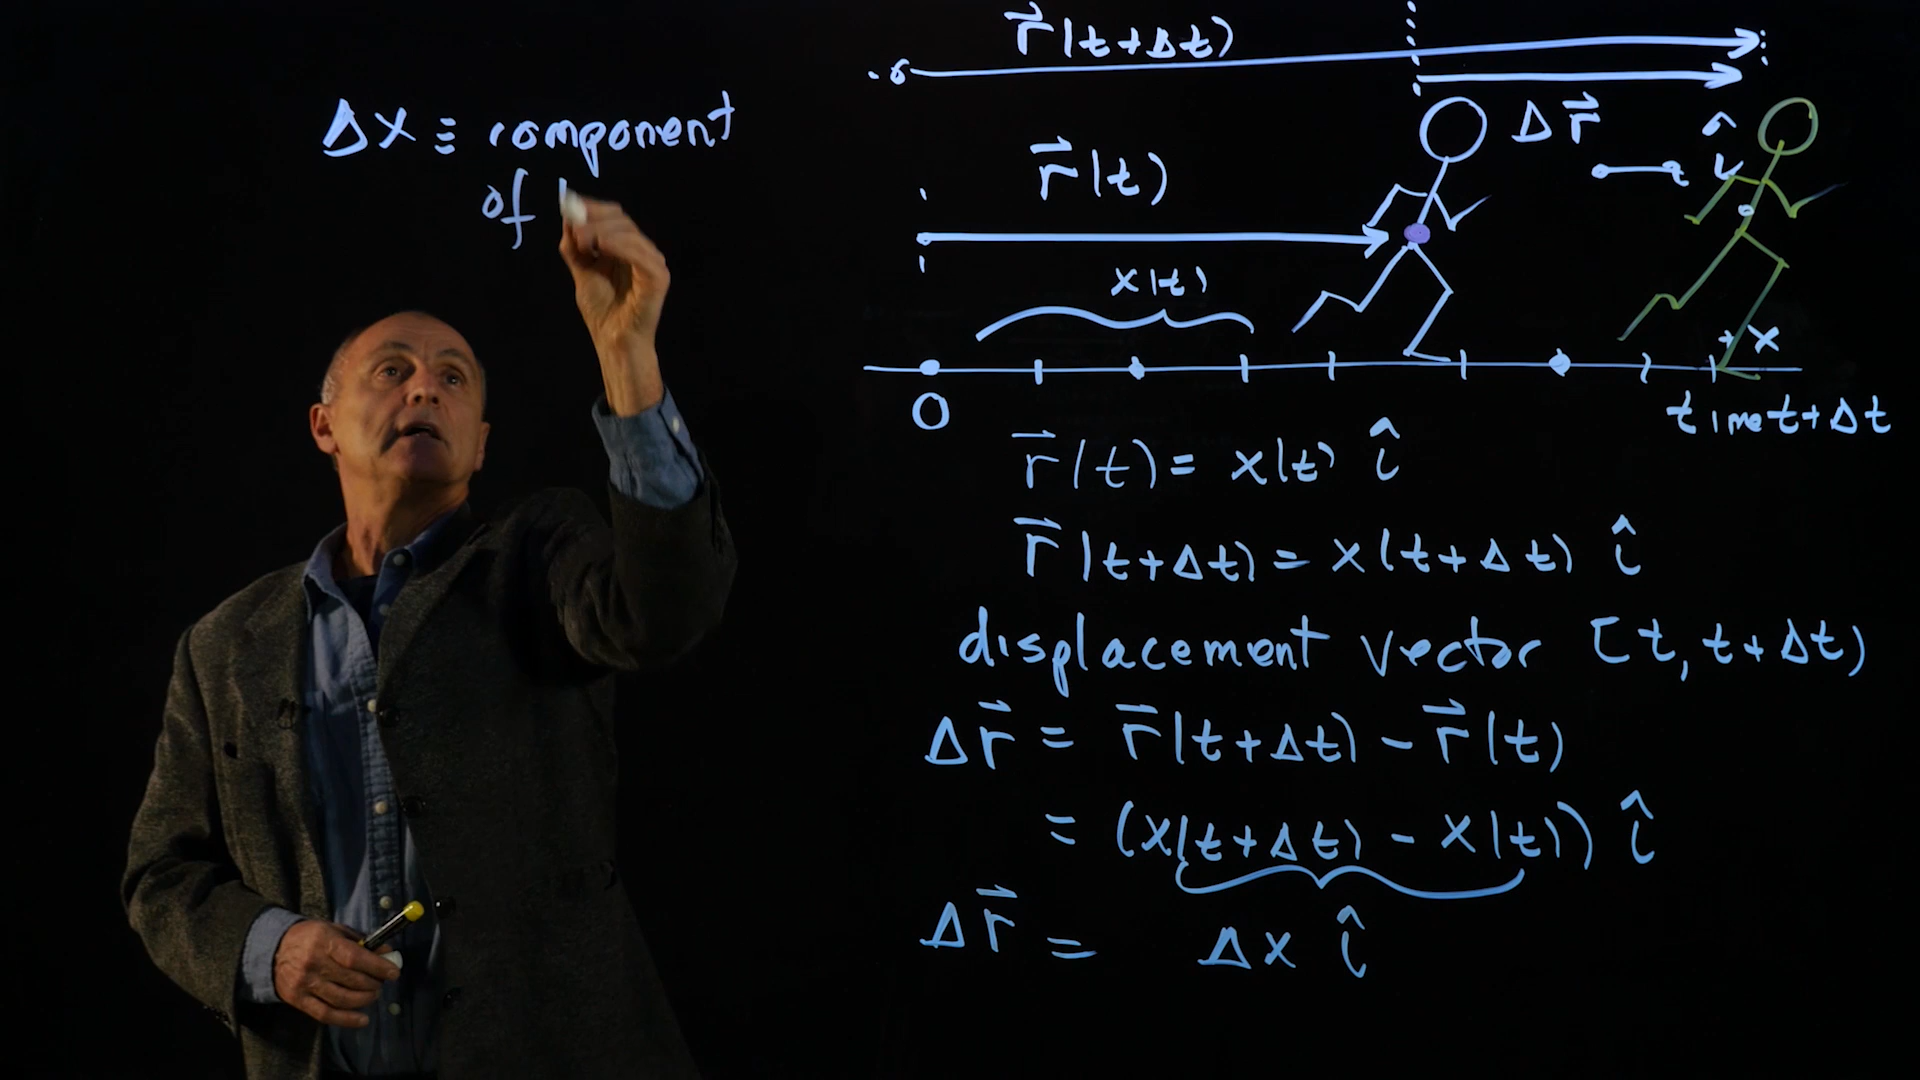 Δx ≡ component
of
r⃗(t+Δt)
Δr⃗
î
r⃗(t)
x(t)
+x
0
time t+Δt
r⃗(t) = x(t) î
r⃗(t+Δt) = x(t+Δt) î
displacement vector [t, t+Δt)
Δr⃗ = r⃗(t+Δt) - r⃗(t)
= (x(t+Δt) - x(t)) î
Δr⃗ = Δx î